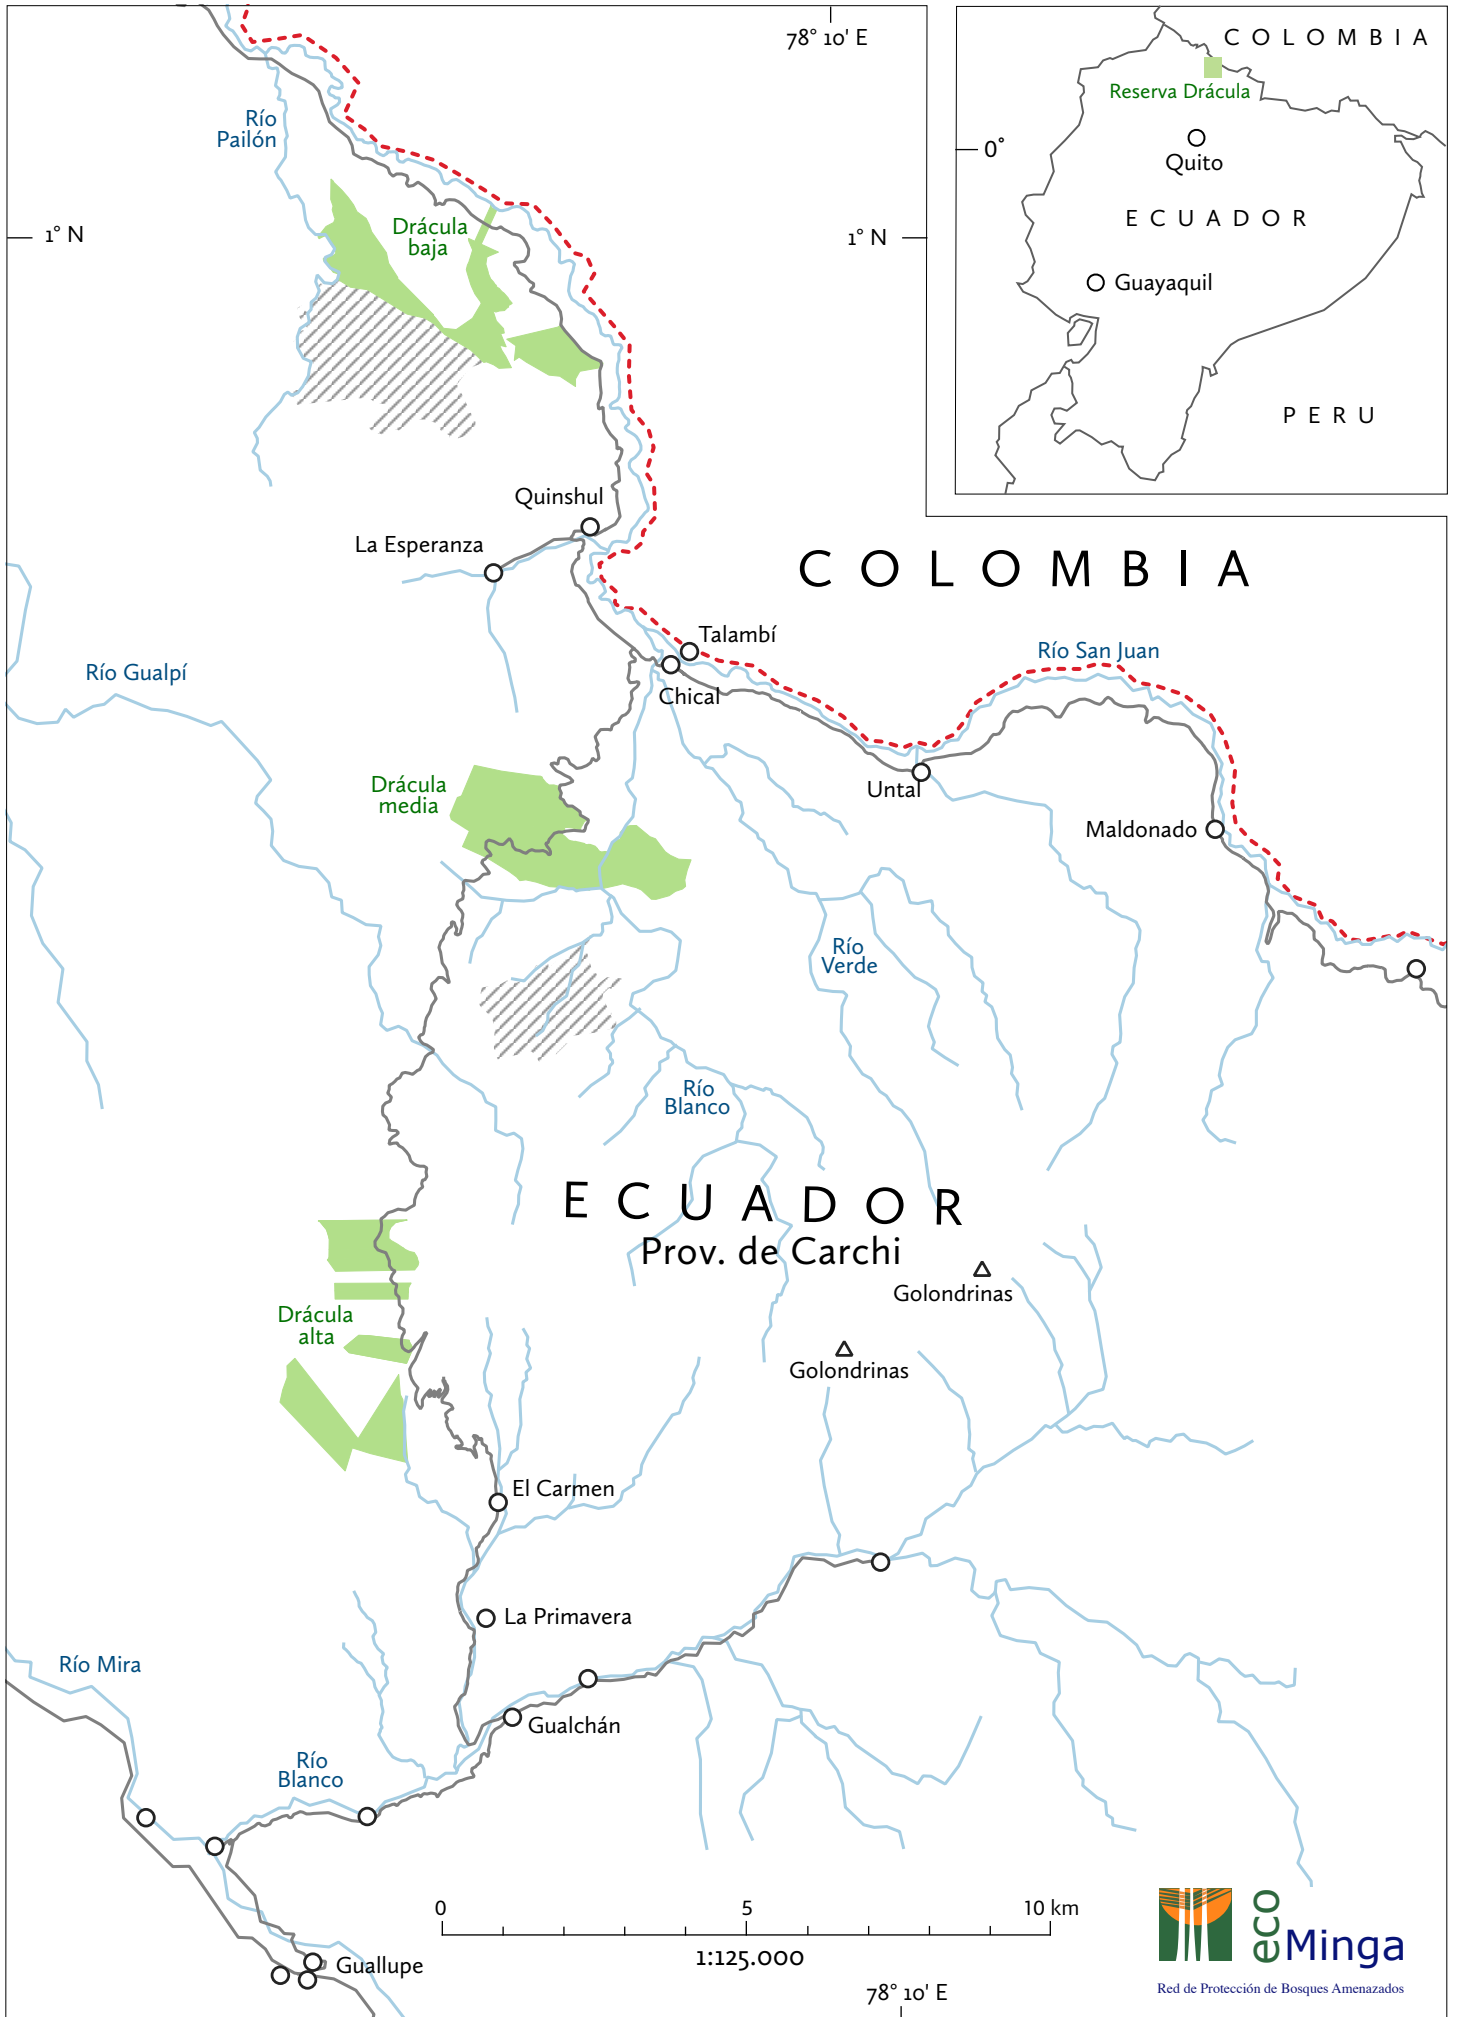 78° 10' E
COLOMBIA
Reserva Drácula
0°
Quito
ECUADOR
Guayaquil
PERU
Río
Pailón
Drácula
baja
1° N
1° N
Quinshul
La Esperanza
COLOMBIA
Talambí
Río San Juan
Río Gualpí
Chical
Drácula
media
Untal
Maldonado
Río
Verde
Río
Blanco
ECUADOR
Prov. de Carchi
Golondrinas
Drácula
alta
Golondrinas
El Carmen
La Primavera
Río Mira
Gualchán
Río
Blanco
0 5 10 km
1:125.000
Guallupe
78° 10' E
eco
Minga
Red de Protección de Bosques Amenazados